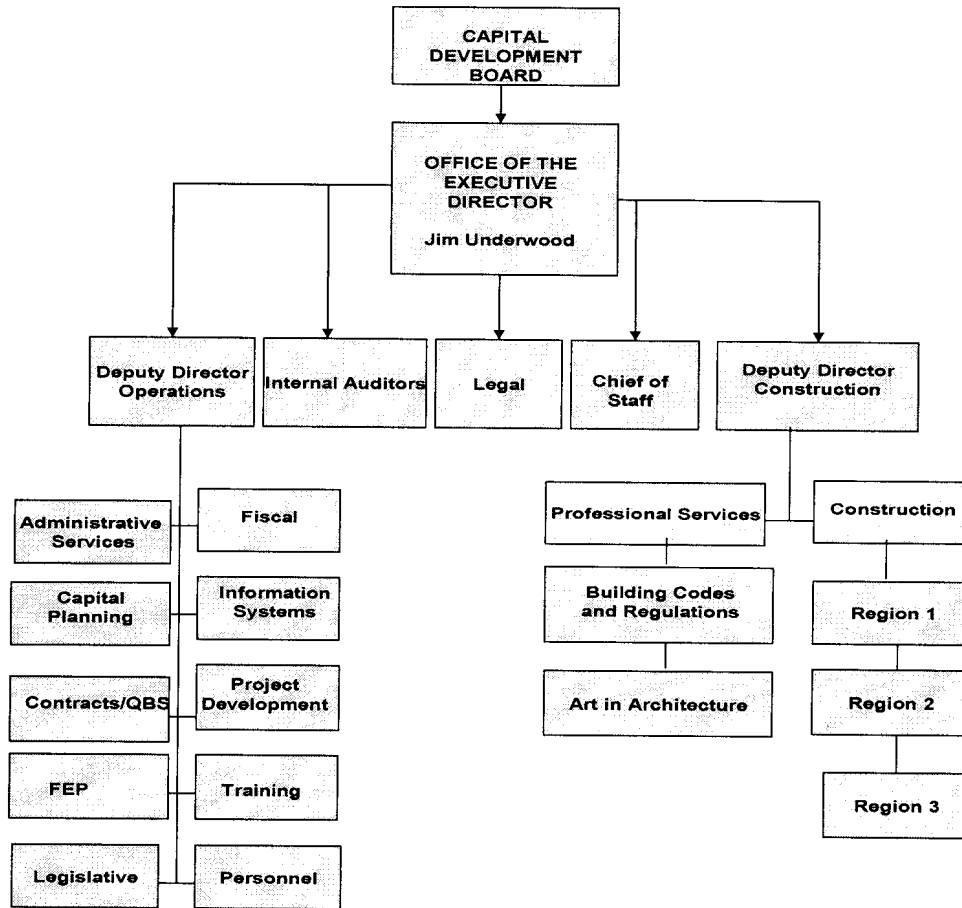 CAPITAL
DEVELOPMENT
BOARD
OFFICE OF THE
EXECUTIVE
DIRECTOR
Jim Underwood
Deputy Director
Operations
Internal Auditors
Legal
Chief of
Staff
Deputy Director
Construction
Administrative
Services
Fiscal
Capital
Planning
Information
Systems
Contracts/QBS
Project
Development
FEP
Training
Legislative
Personnel
Professional Services
Construction
Building Codes
and Regulations
Region 1
Art in Architecture
Region 2
Region 3